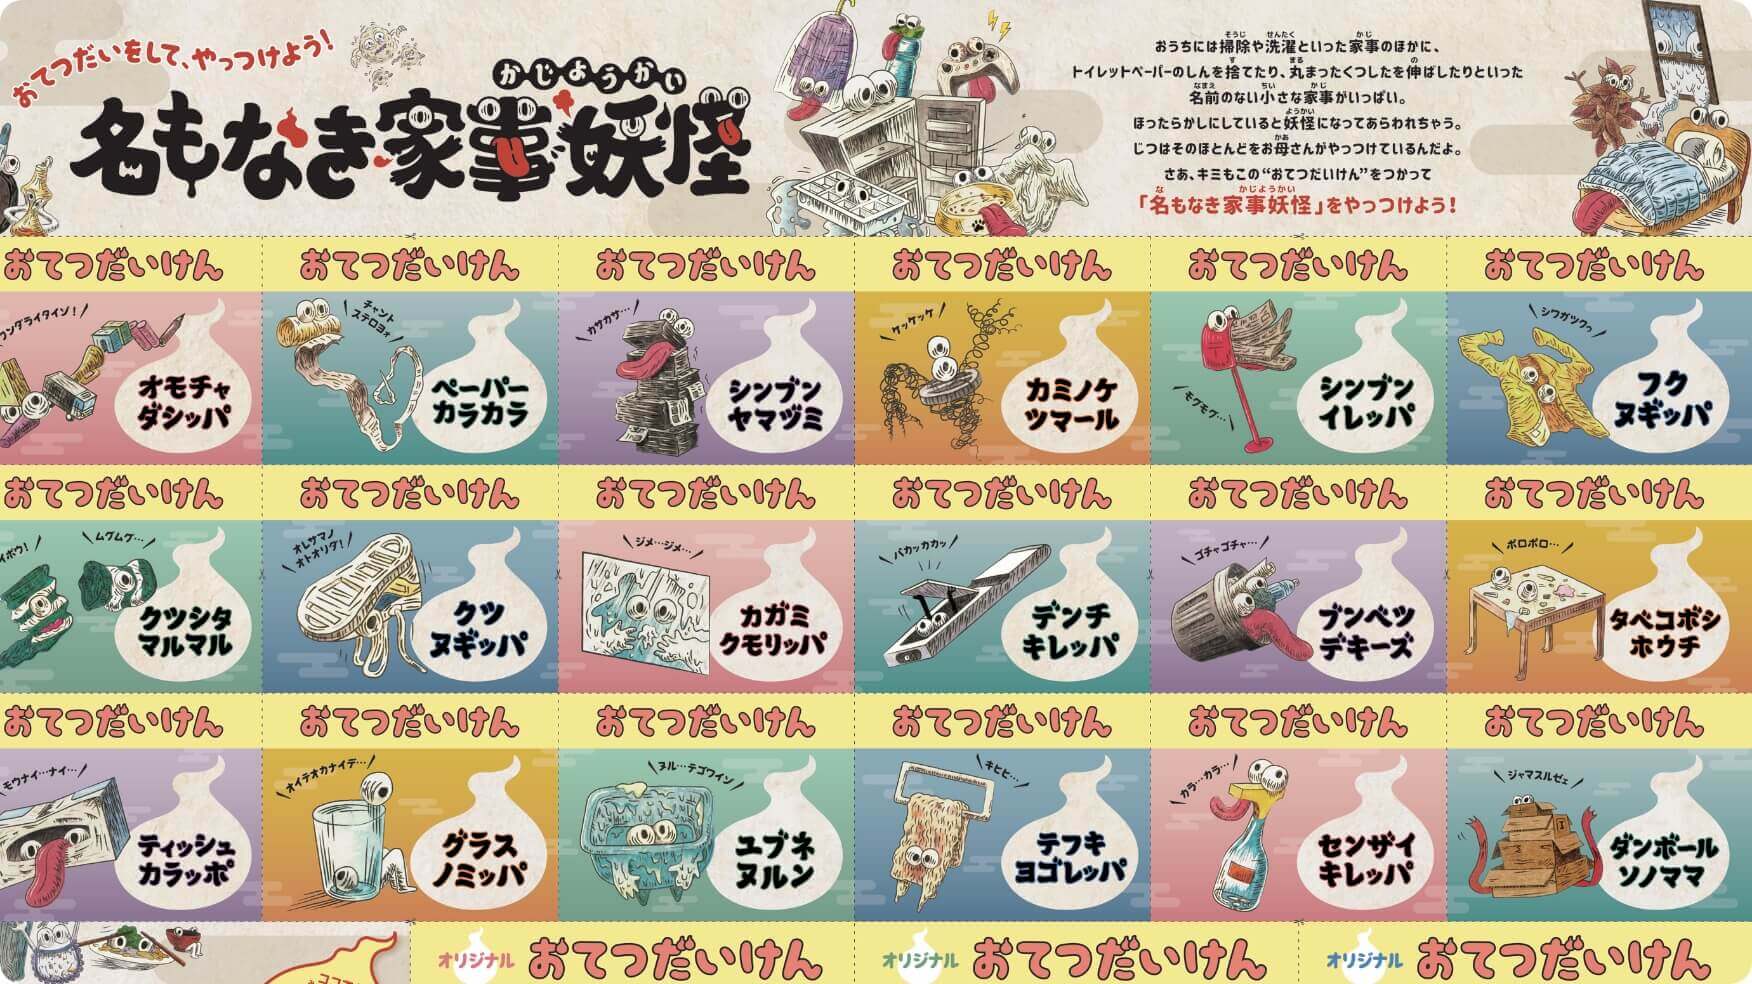 おてつだいをして、やっつけよう!
かじようかい
名もなき家事妖怪
おうちには掃除や洗濯といった家事のほかに、
トイレットペーパーのしんを捨てたり、丸まったくつしたを伸ばしたりといった
名前のない小さな家事がいっぱい。
ほったらかしにしていると妖怪になってあらわれちゃう。
じつはそのほとんどをお母さんがやっつけているんだよ。
さあ、キミもこの“おてつだいけん”をつかって
「名もなき家事妖怪」をやっつけよう!
おてつだいけん
オモチャ
ダシッパ
おてつだいけん
チャント
ステロヨォ
ペーパー
カラカラ
おてつだいけん
カサカサ…
シンブン
ヤマヅミ
おてつだいけん
ケッケッケ
カミノケ
ツマール
おてつだいけん
モグモグ…
シンブン
イレッパ
おてつだいけん
シワガツクゥ
フク
ヌギッパ
おてつだいけん
ムグムグ…
クツシタ
マルマル
おてつだいけん
オレサマノ
オトオリダ!
クツ
ヌギッパ
おてつだいけん
ジメ…ジメ…
カガミ
クモリッパ
おてつだいけん
パカッカカッ
デンチ
キレッパ
おてつだいけん
ゴチャゴチャ…
ブンベツ
デキーズ
おてつだいけん
ポロポロ…
タベコボシ
ホウチ
おてつだいけん
モウナイ…ナイ…
ティッシュ
カラッポ
おてつだいけん
オイテオカナイデ…
グラス
ノミッパ
おてつだいけん
ヌル…テゴワイン
ユブネ
ヌルン
おてつだいけん
キヒヒ…
テフキ
ヨゴレッパ
おてつだいけん
カラ…カラ…
センザイ
キレッパ
おてつだいけん
ジャマスルゼェ
ダンボール
ソノママ
オリジナル おてつだいけん
オリジナル おてつだいけん
オリジナル おてつだいけん